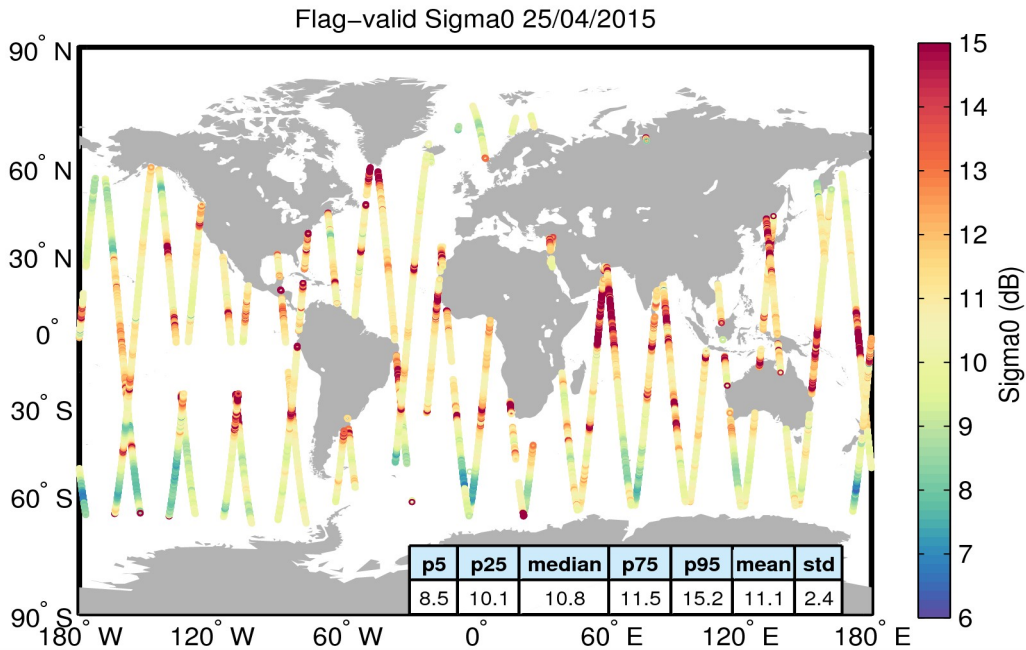 Flag−valid Sigma0 25/04/2015
90° N
60° N
30° N
0°
30° S
60° S
90° S
180° W
120° W
60° W
0°
60° E
120° E
180° E
15
14
13
12
11
10
9
8
7
6
Sigma0 (dB)
p5 p25 median p75 p95 mean std
8.5 10.1 10.8 11.5 15.2 11.1 2.4